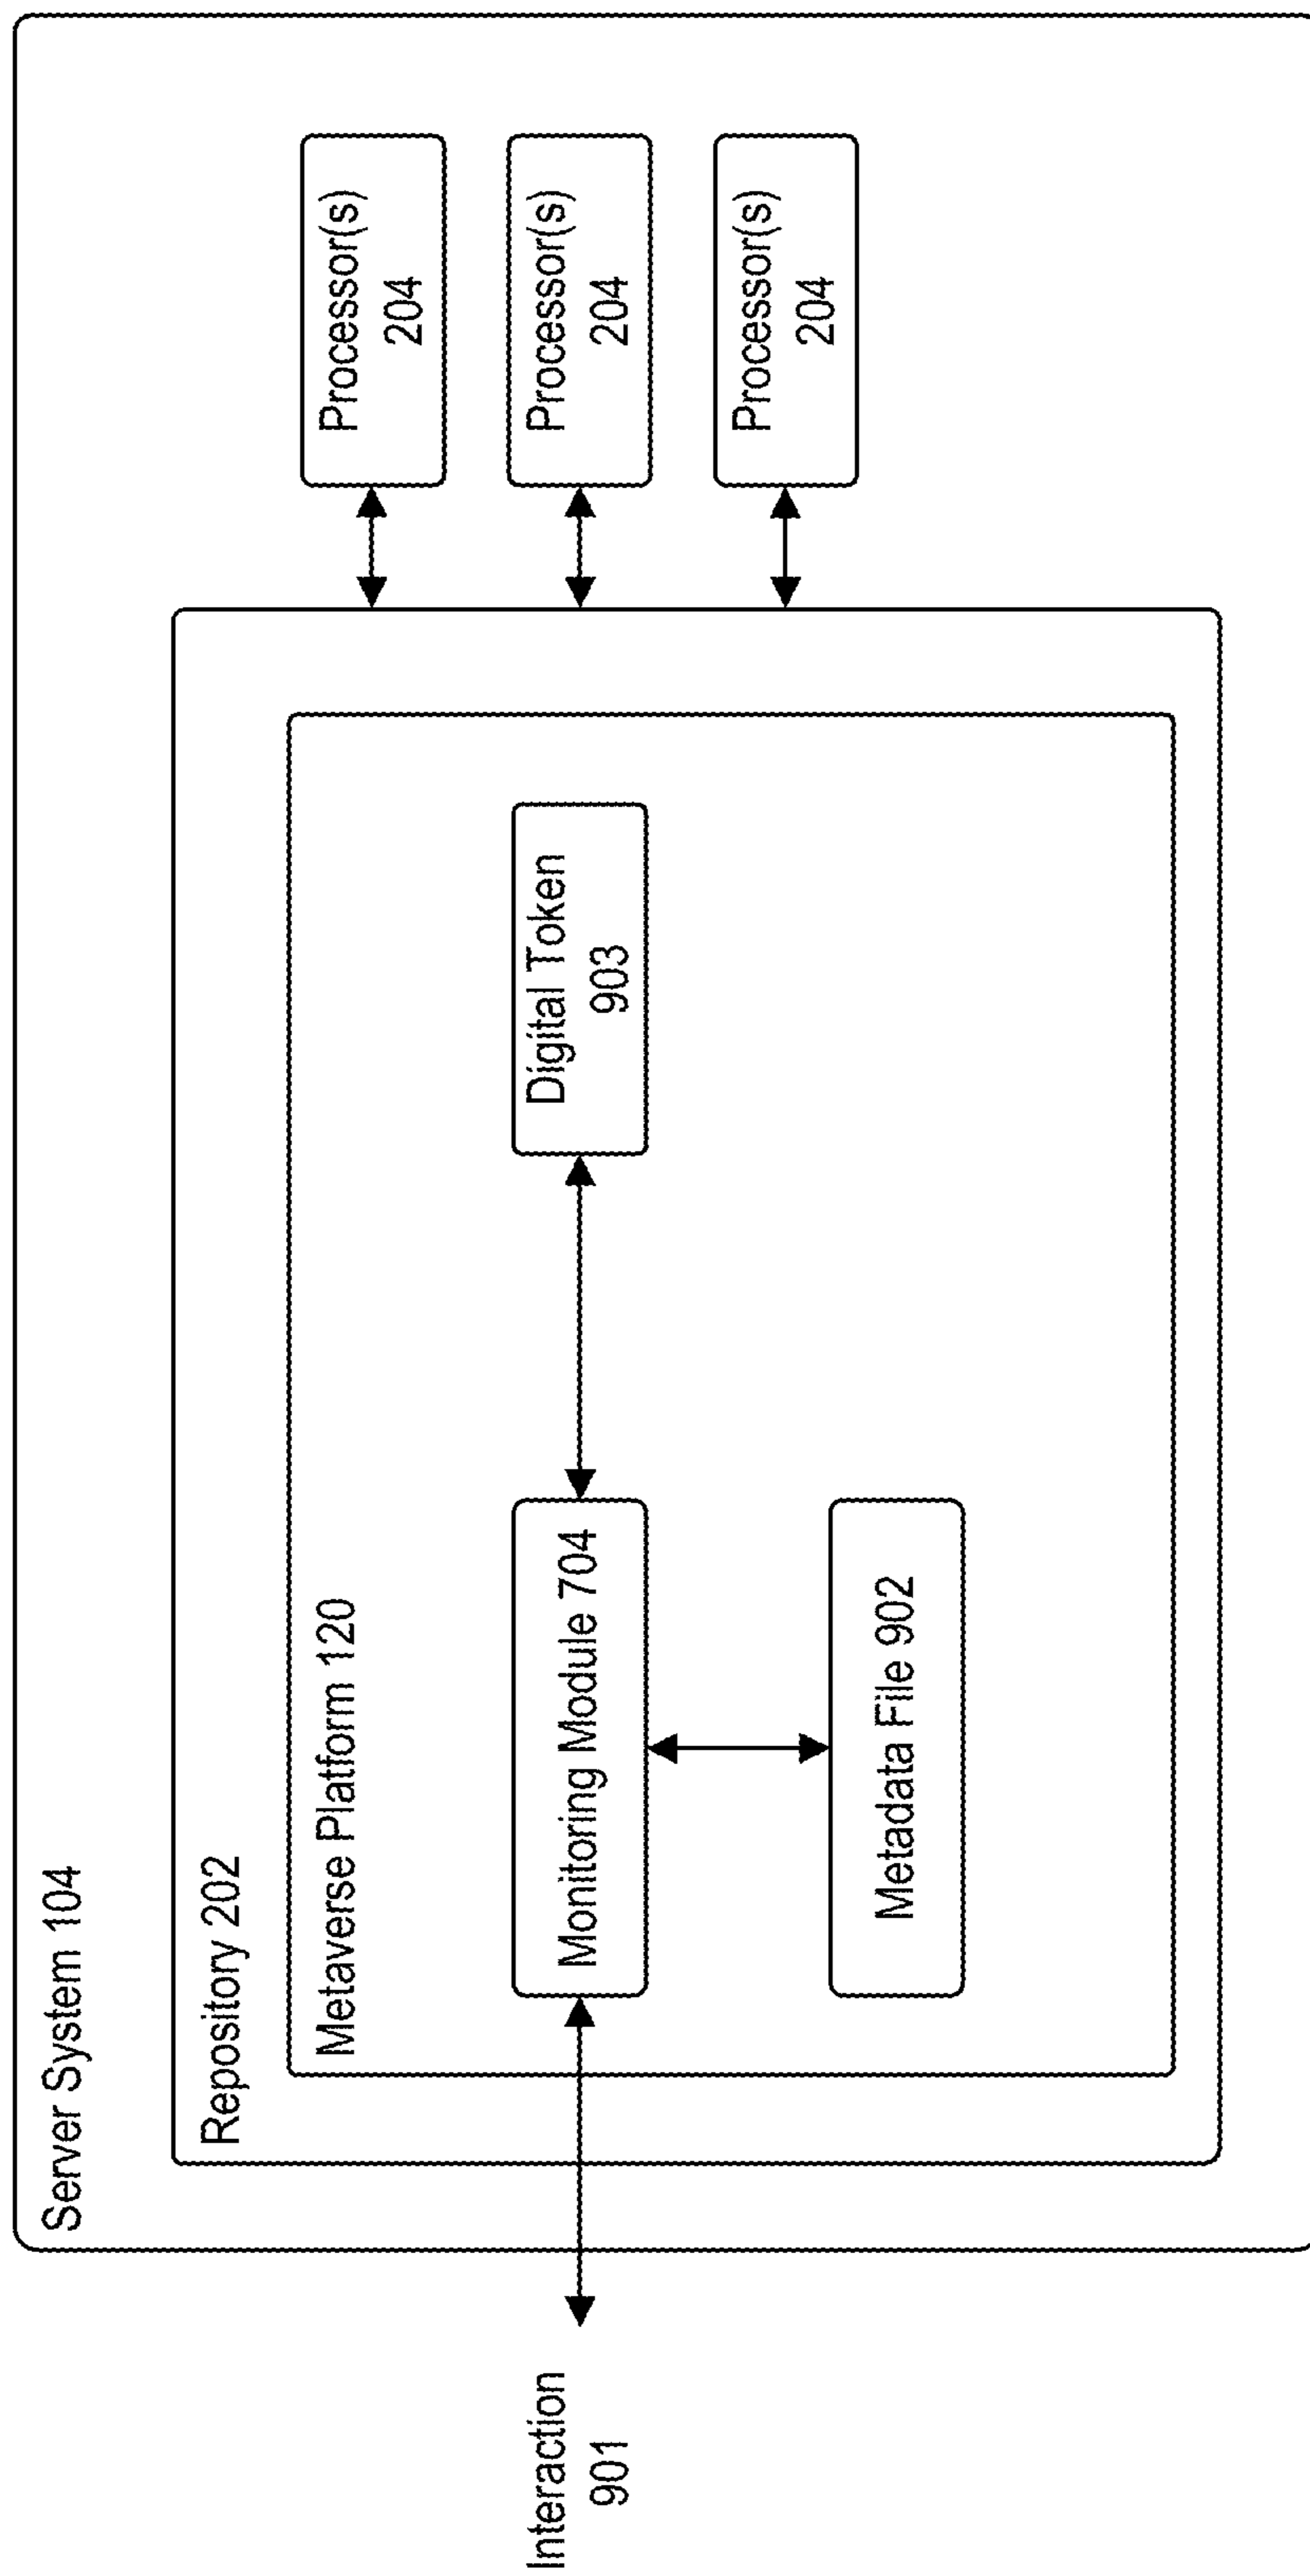 Server System 104
Repository 202
Metaverse Platform 120
Interaction
901
Monitoring Module 704
Metadata File 902
Digital Token
903
Processor(s)
204
Processor(s)
204
Processor(s)
204